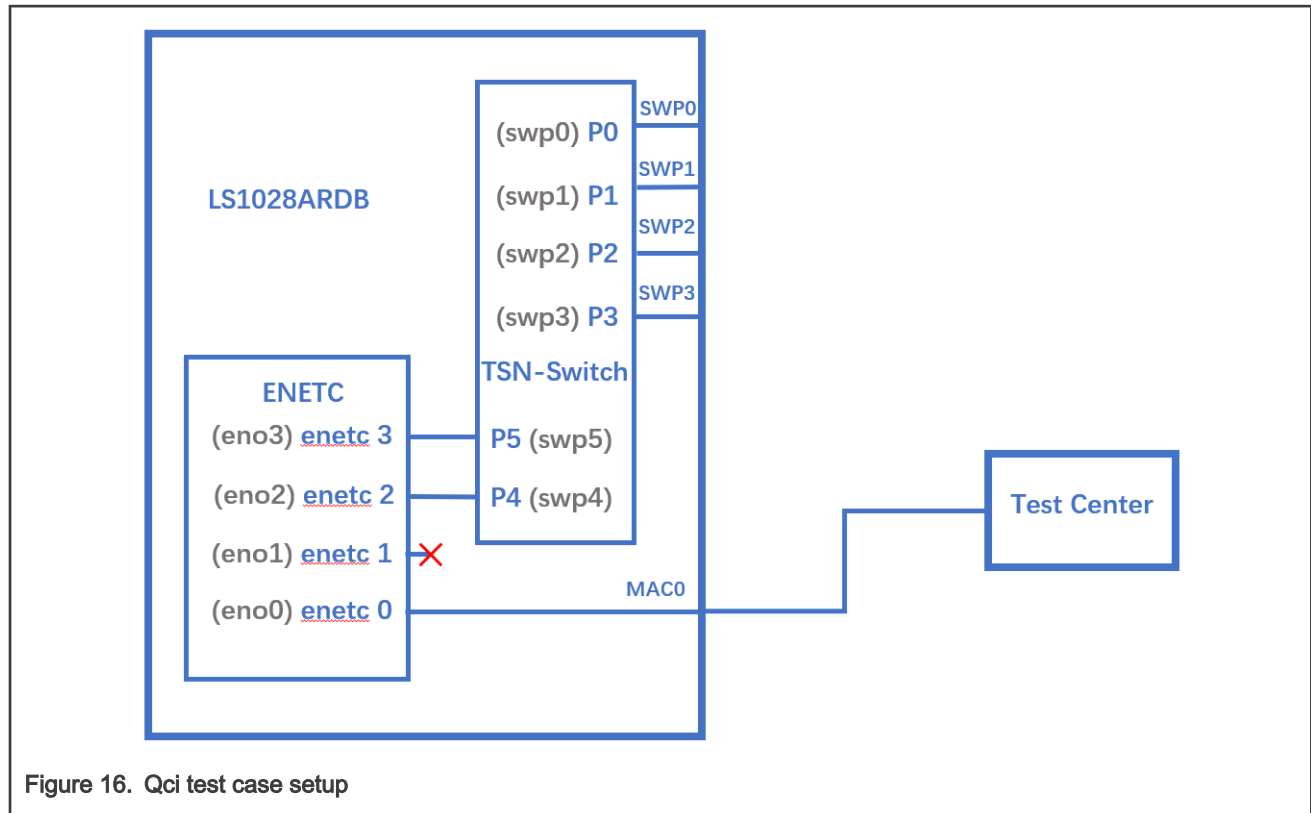 SWP0
(swp0) P0
SWP1
LS1028ARDB
(swp1) P1
SWP2
(swp2) P2
SWP3
(swp3) P3
TSN-Switch
ENETC
(eno3) enetc 3
P5 (swp5)
(eno2) enetc 2
P4 (swp4)
Test Center
(eno1) enetc 1
MAC0
(eno0) enetc 0
Figure 16. Qci test case setup